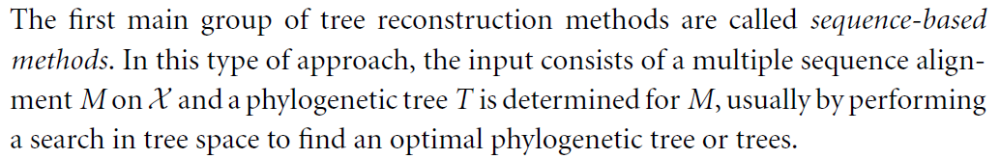 The first main group of tree reconstruction methods are called sequence-based
methods. In this type of approach, the input consists of a multiple sequence align-
ment M on 𝒳 and a phylogenetic tree T is determined for M, usually by performing
a search in tree space to find an optimal phylogenetic tree or trees.